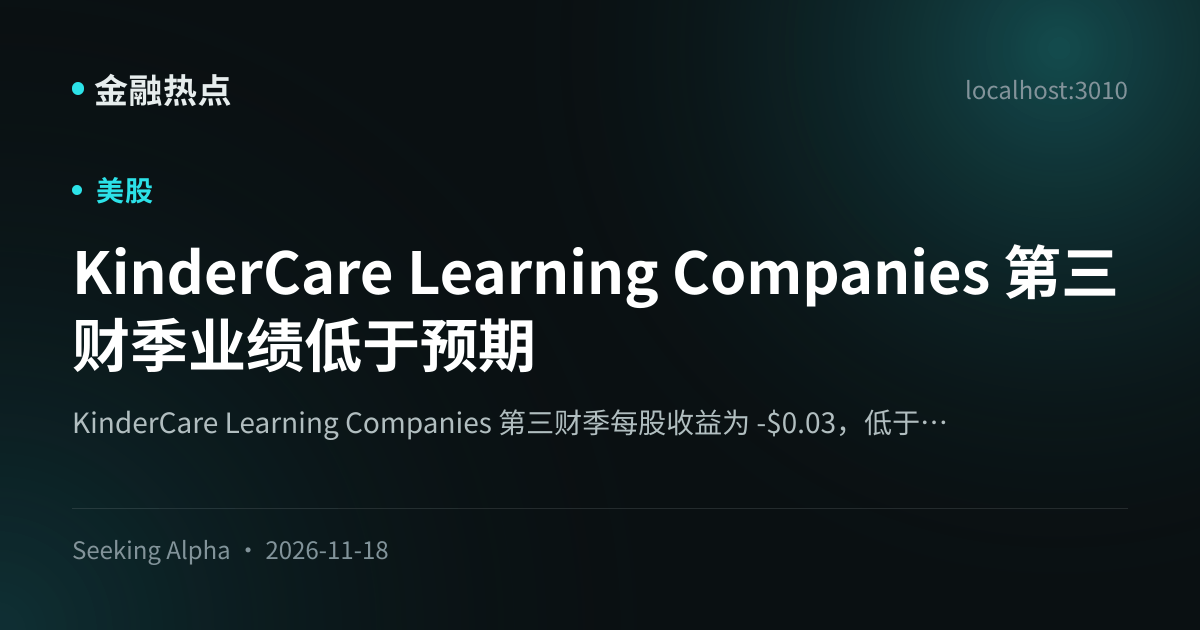 金融热点
localhost:3010
美股
KinderCare Learning Companies 第三
财季业绩低于预期
KinderCare Learning Companies 第三财季每股收益为 -$0.03，低于…
Seeking Alpha · 2026-11-18